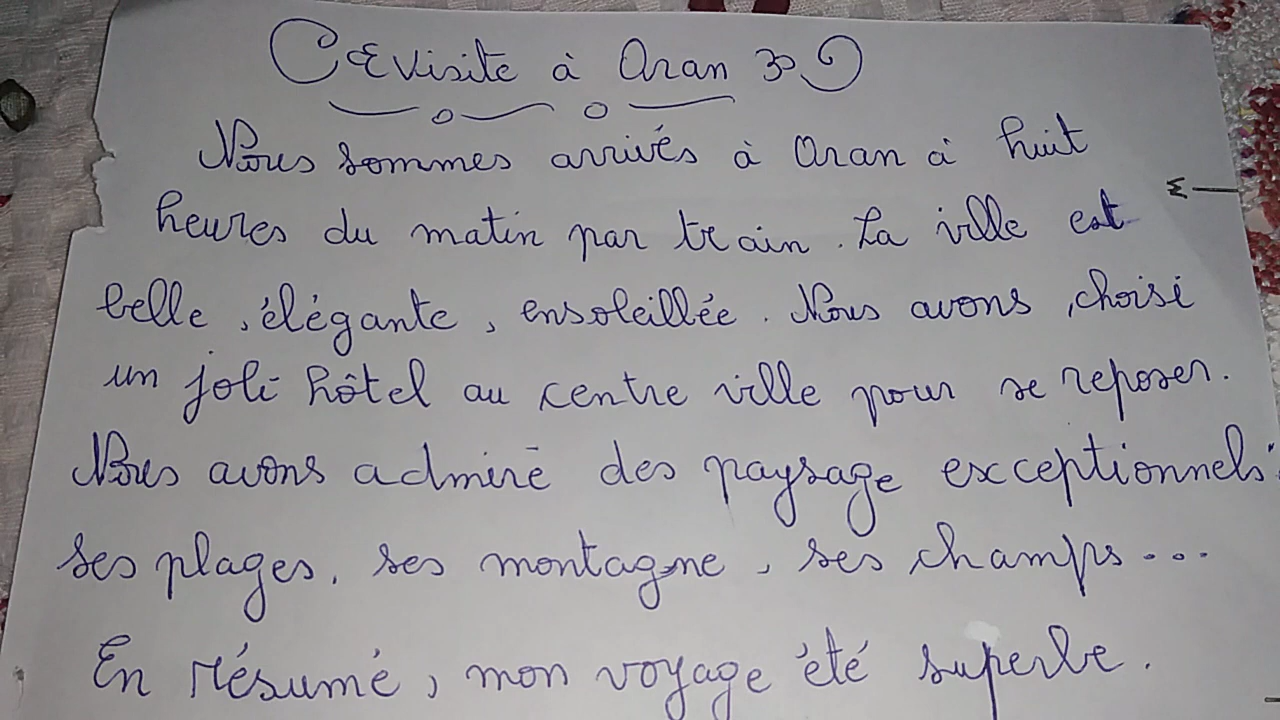 Visite à Oran
Nous sommes arrivés à Oran à huit
heures du matin par train. La ville est
belle, élégante, ensoleillée. Nous avons choisi
un joli hôtel au centre ville pour se reposer.
Nous avons admiré des paysage exceptionnels:
ses plages, ses montagne, ses champs...
En résumé, mon voyage été superbe.